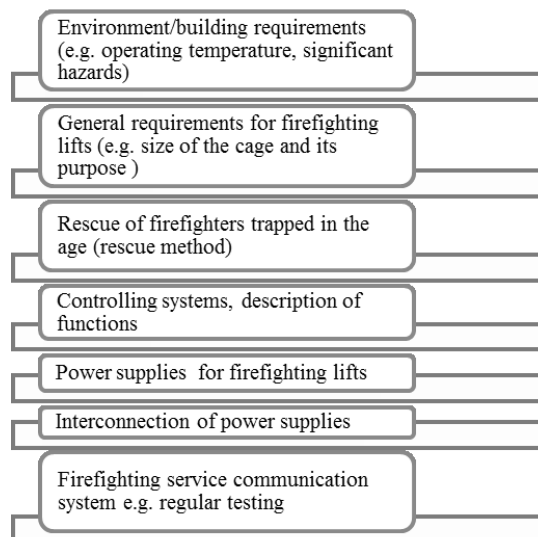 Environment/building requirements
(e.g. operating temperature, significant
hazards)
General requirements for firefighting
lifts (e.g. size of the cage and its
purpose )
Rescue of firefighters trapped in the
age (rescue method)
Controlling systems, description of
functions
Power supplies for firefighting lifts
Interconnection of power supplies
Firefighting service communication
system e.g. regular testing